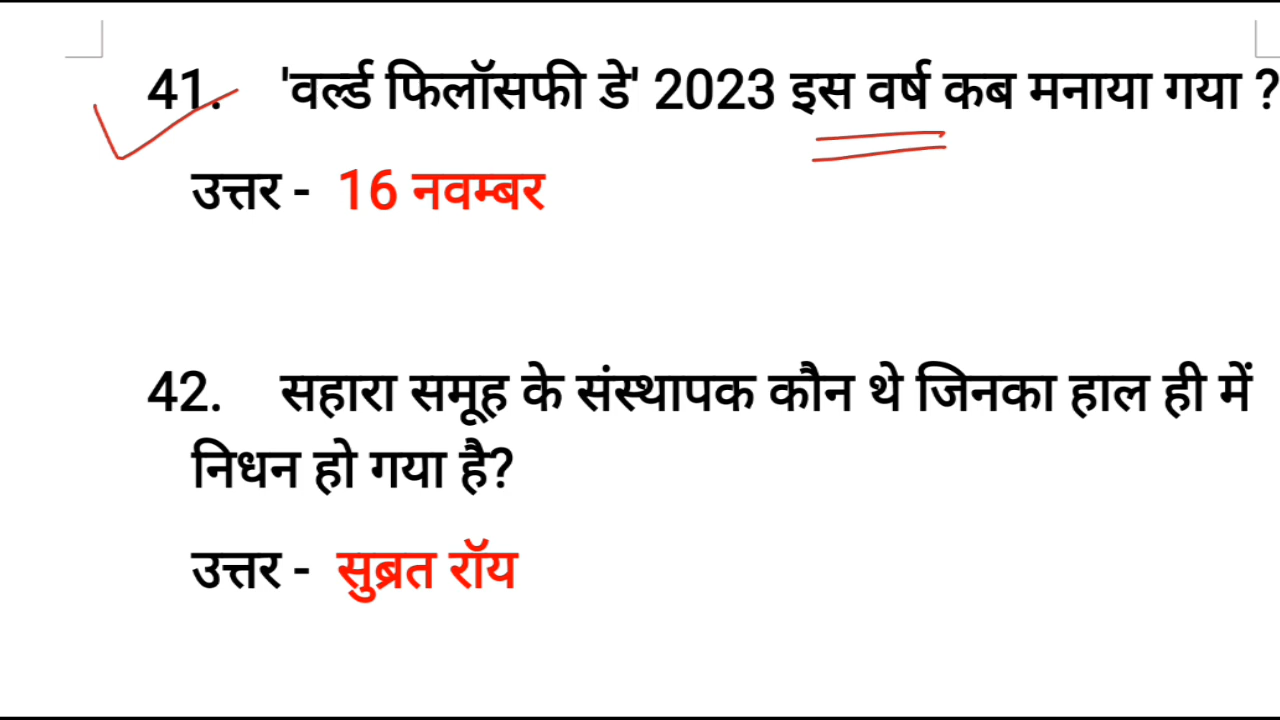 41. 'वर्ल्ड फिलॉसफी डे' 2023 इस वर्ष कब मनाया गया ?
उत्तर - 16 नवम्बर
42. सहारा समूह के संस्थापक कौन थे जिनका हाल ही में
निधन हो गया है?
उत्तर - सुब्रत रॉय